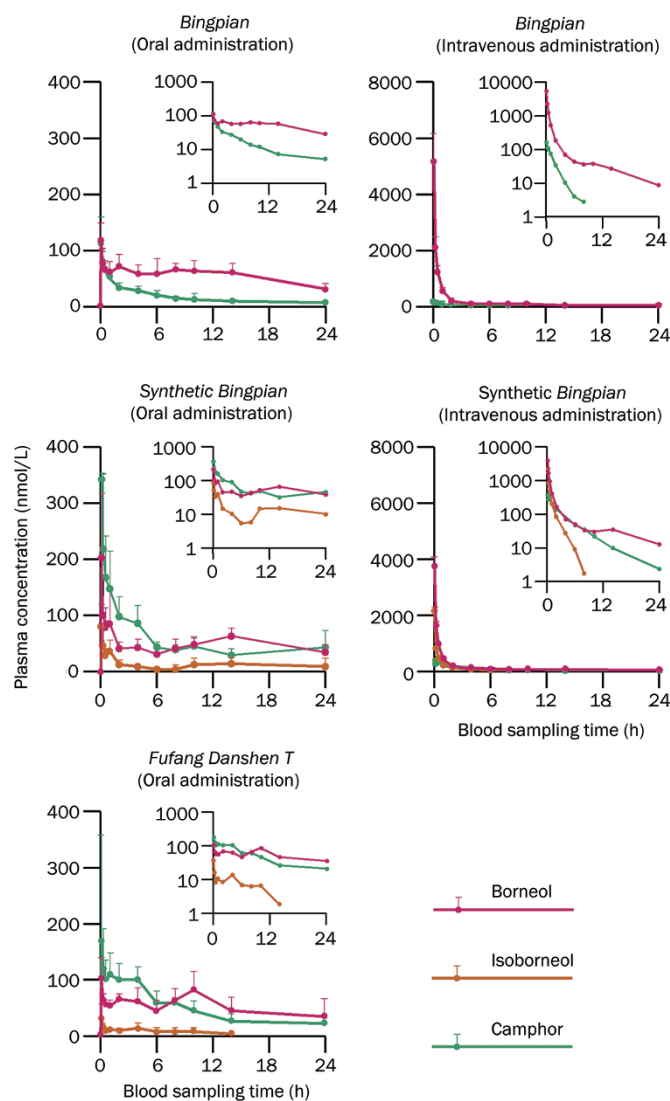 Bingpian
(Oral administration)
Bingpian
(Intravenous administration)
400
300
200
100
0
0 6 12 18 24
1000
100
10
1
0 12 24
8000
6000
4000
2000
0
0 6 12 18 24
10000
1000
100
10
1
0 12 24
Synthetic Bingpian
(Oral administration)
Synthetic Bingpian
(Intravenous administration)
Plasma concentration (nmol/L)
400
300
200
100
0
0 6 12 18 24
1000
100
10
1
0 12 24
8000
6000
4000
2000
0
0 6 12 18 24
10000
1000
100
10
1
0 12 24
Blood sampling time (h)
Fufang Danshen T
(Oral administration)
400
300
200
100
0
0 6 12 18 24
1000
100
10
1
0 12 24
Blood sampling time (h)
Borneol
Isoborneol
Camphor